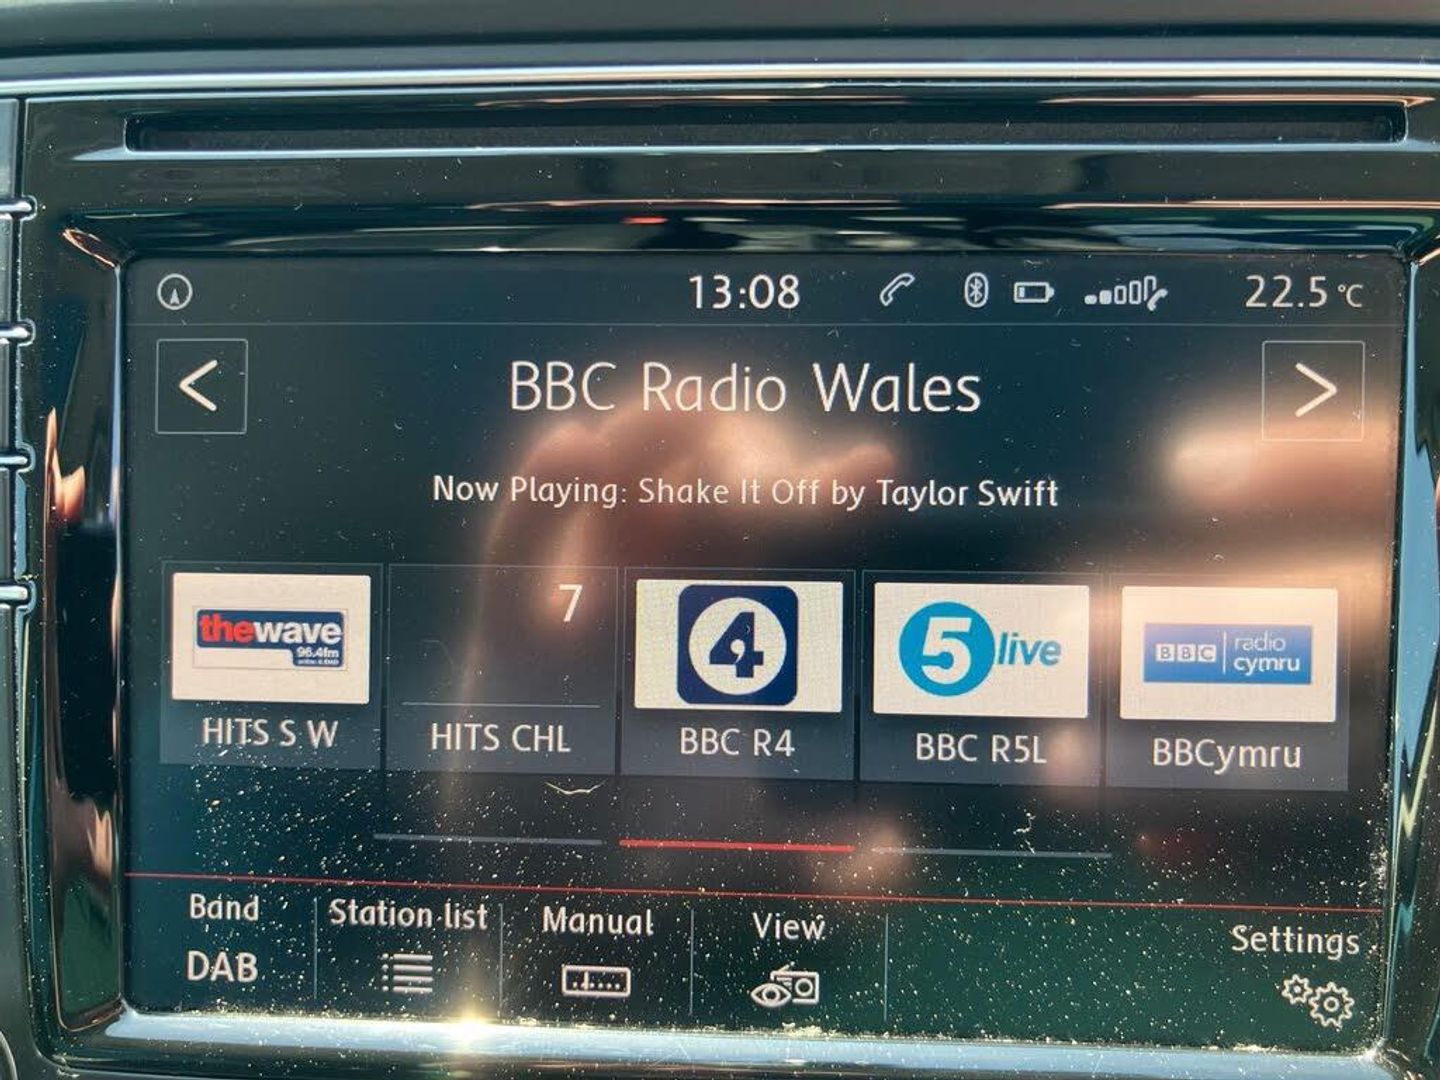 13:08
22.5 °C
<
BBC Radio Wales
>
Now Playing: Shake It Off by Taylor Swift
thewave
96.4fm
7
4
5live
BBC radio
cymru
HITS S W
HITS CHL
BBC R4
BBC R5L
BBCymru
Band
DAB
Station list
Manual
View
Settings